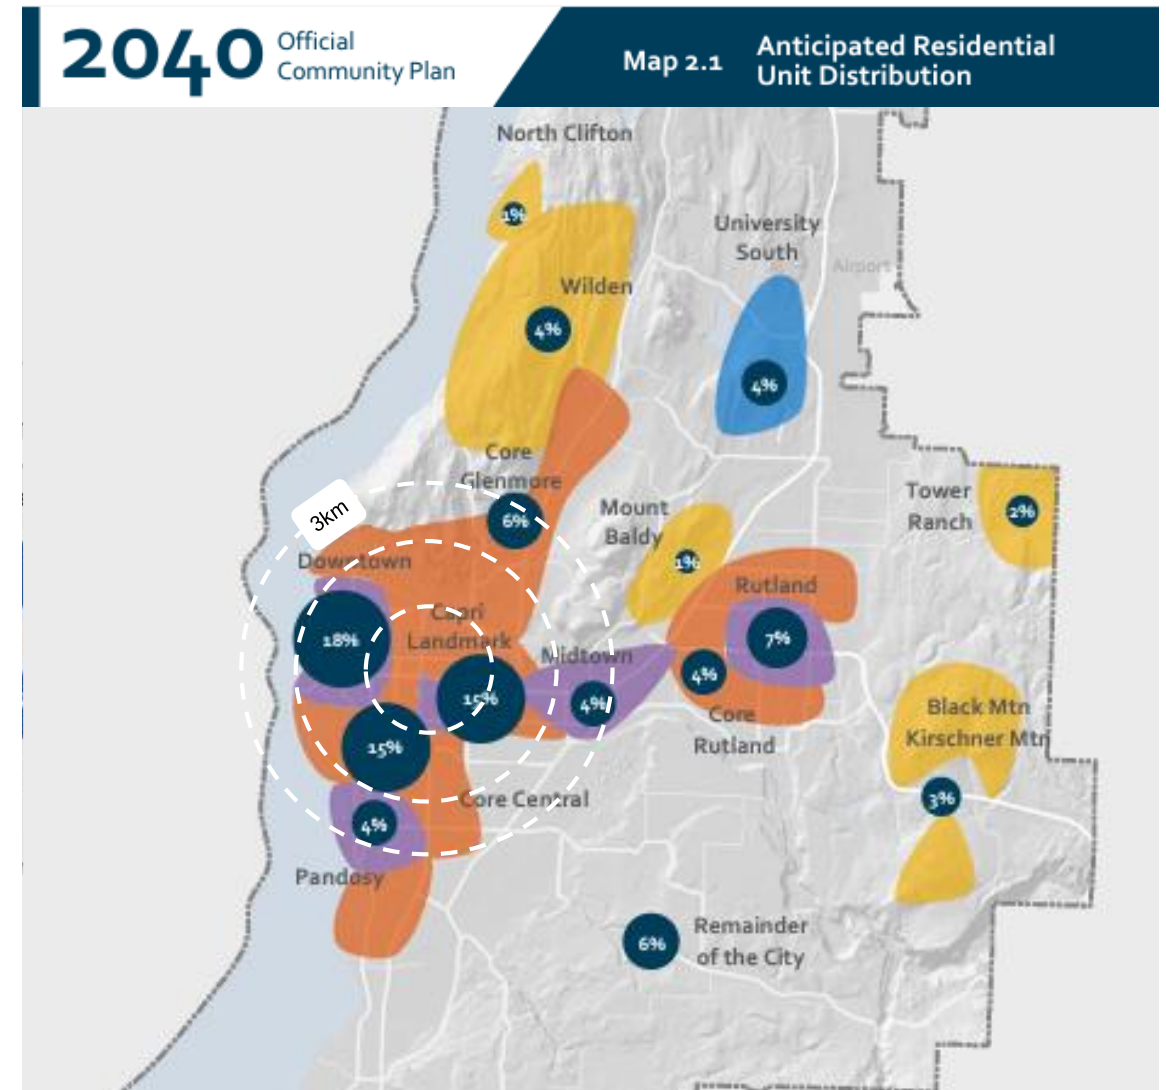 2040
Official
Community Plan
Map 2.1
Anticipated Residential
Unit Distribution
North Clifton
1%
University
South
Airport
Wilden
4%
4%
Core
Glenmore
6%
Mount
Baldy
1%
Tower
Ranch
2%
3km
Downtown
18%
Capri
Landmark
15%
Midtown
4%
Rutland
7%
4%
Core
Rutland
Black Mtn
Kirschner Mtn
3%
15%
Core Central
4%
Pandosy
6%
Remainder
of the City